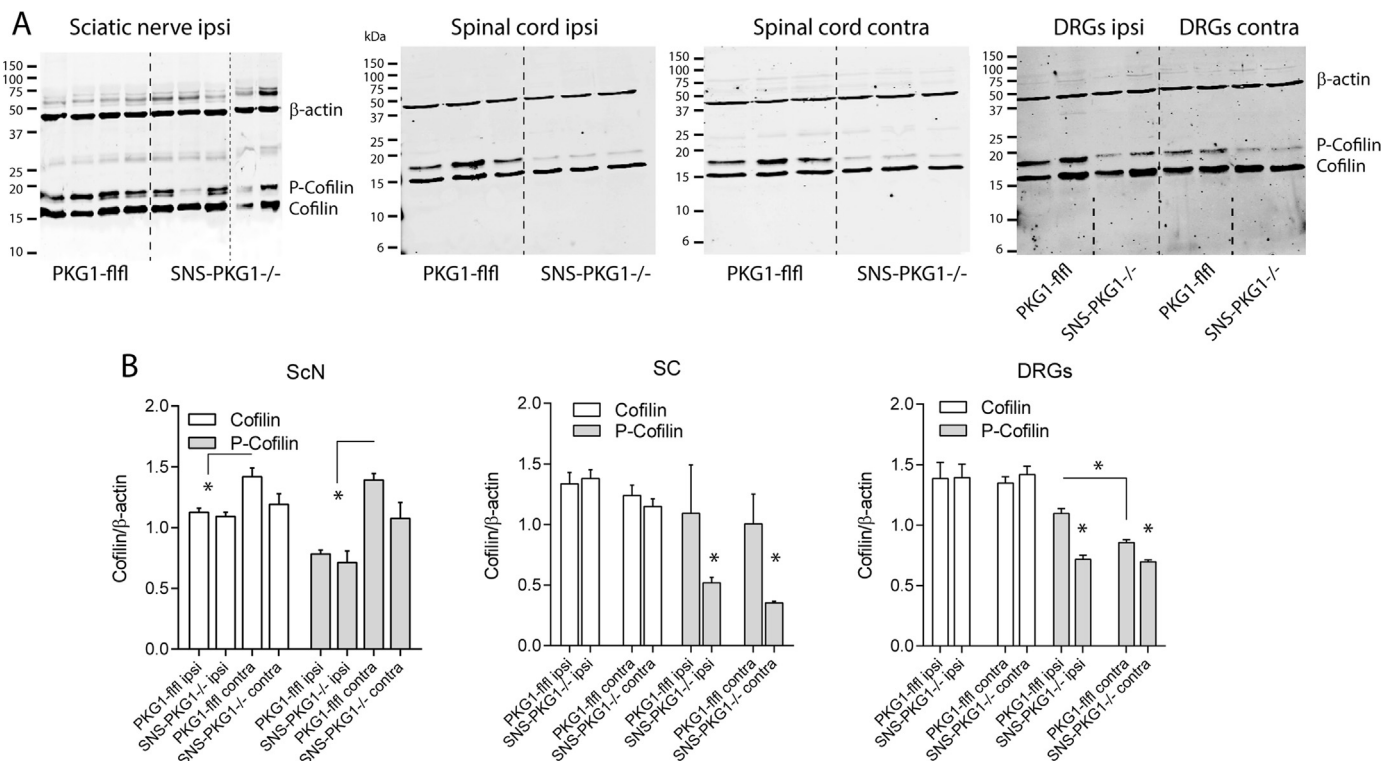 A
Sciatic nerve ipsi
Spinal cord ipsi
Spinal cord contra
DRGs ipsi
DRGs contra
150
100
75
50
37
25
20
15
10
β-actin
P-Cofilin
Cofilin
PKG1-flfl
SNS-PKG1-/-
kDa
150
100
75
50
37
25
20
15
10
6
PKG1-flfl
SNS-PKG1-/-
150
100
75
50
37
25
20
15
10
6
PKG1-flfl
SNS-PKG1-/-
150
100
75
50
37
25
20
15
10
6
β-actin
P-Cofilin
Cofilin
PKG1-flfl
SNS-PKG1-/-
PKG1-flfl
SNS-PKG1-/-
B
ScN
Cofilin/β-actin
2.0
1.5
1.0
0.5
0.0
Cofilin
P-Cofilin
*
*
PKG1-flfl ipsi
SNS-PKG1-/- ipsi
PKG1-flfl contra
SNS-PKG1-/- contra
PKG1-flfl ipsi
SNS-PKG1-/- ipsi
PKG1-flfl contra
SNS-PKG1-/- contra
SC
Cofilin/β-actin
2.0
1.5
1.0
0.5
0.0
Cofilin
P-Cofilin
*
*
PKG1-flfl ipsi
SNS-PKG1-/- ipsi
PKG1-flfl contra
SNS-PKG1-/- contra
PKG1-flfl ipsi
SNS-PKG1-/- ipsi
PKG1-flfl contra
SNS-PKG1-/- contra
DRGs
Cofilin/β-actin
2.0
1.5
1.0
0.5
0.0
Cofilin
P-Cofilin
*
*
*
PKG1-flfl ipsi
SNS-PKG1-/- ipsi
PKG1-flfl contra
SNS-PKG1-/- contra
PKG1-flfl ipsi
SNS-PKG1-/- ipsi
PKG1-flfl contra
SNS-PKG1-/- contra